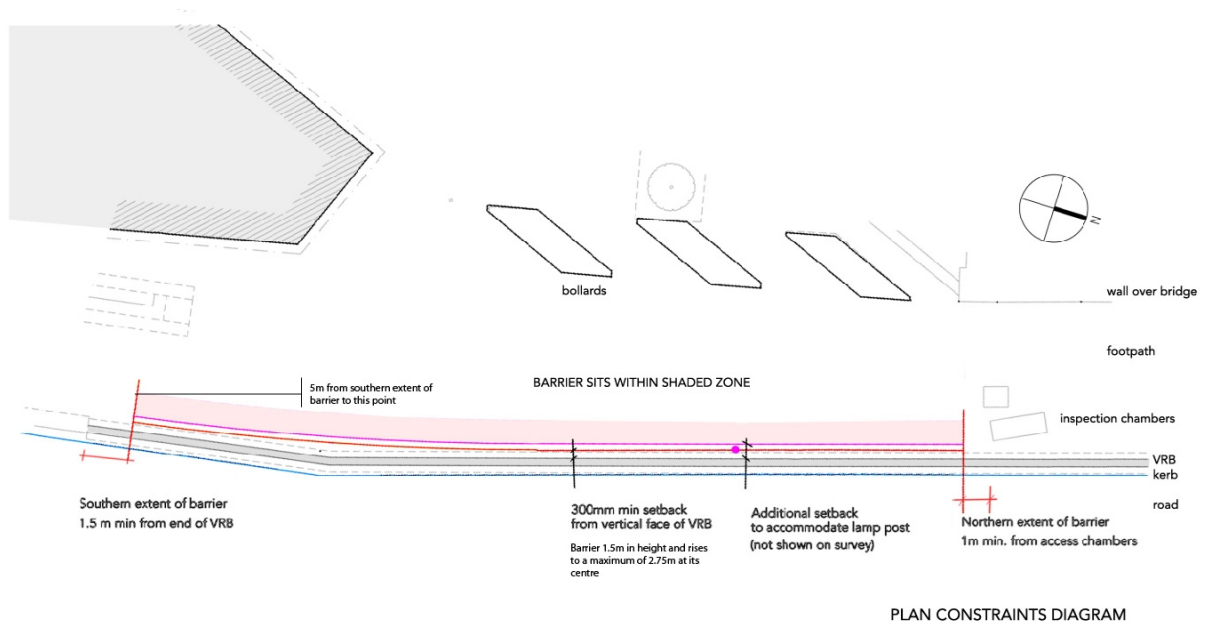 N
bollards
wall over bridge
footpath
5m from southern extent of
barrier to this point
BARRIER SITS WITHIN SHADED ZONE
inspection chambers
VRB
kerb
road
Southern extent of barrier
1.5 m min from end of VRB
300mm min setback
from vertical face of VRB
Barrier 1.5m in height and rises
to a maximum of 2.75m at its
centre
Additional setback
to accommodate lamp post
(not shown on survey)
Northern extent of barrier
1m min. from access chambers
PLAN CONSTRAINTS DIAGRAM